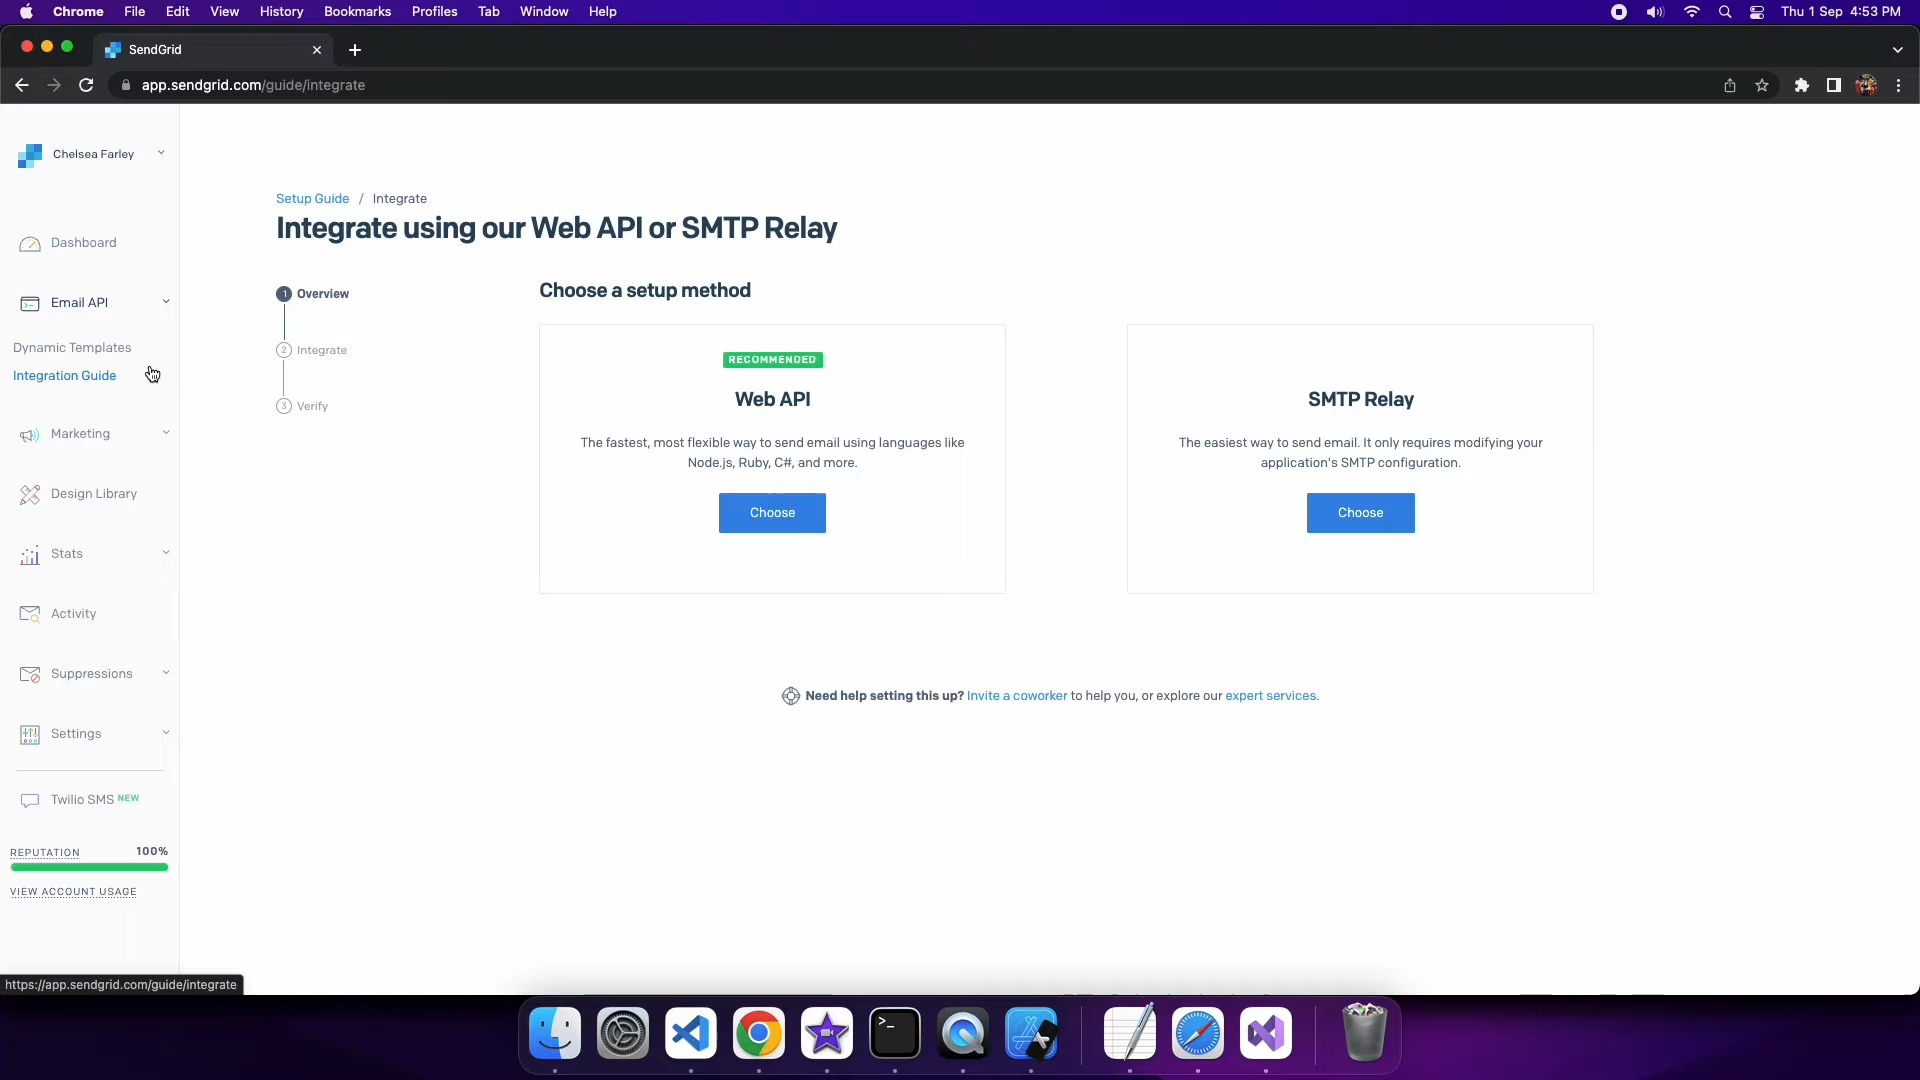 Chrome File Edit View History Bookmarks Profiles Tab Window Help Thu 1 Sep 4:53 PM
SendGrid
app.sendgrid.com/guide/integrate
Chelsea Farley
Dashboard
Email API
Dynamic Templates
Integration Guide
Marketing
Design Library
Stats
Activity
Suppressions
Settings
Twilio SMS NEW
REPUTATION 100%
VIEW ACCOUNT USAGE
Setup Guide / Integrate
Integrate using our Web API or SMTP Relay
1 Overview
2 Integrate
3 Verify
Choose a setup method
RECOMMENDED
Web API
The fastest, most flexible way to send email using languages like
Node.js, Ruby, C#, and more.
Choose
SMTP Relay
The easiest way to send email. It only requires modifying your
application's SMTP configuration.
Choose
Need help setting this up? Invite a coworker to help you, or explore our expert services.
https://app.sendgrid.com/guide/integrate